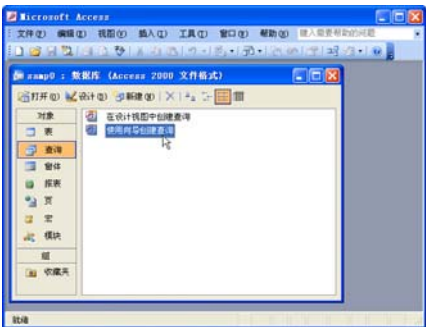 Microsoft Access
文件(F) 编辑(E) 视图(V) 插入(I) 工具(T) 窗口(W) 帮助(H) 键入需要帮助的问题
samp0 : 数据库 (Access 2000 文件格式)
打开(O) 设计(D) 新建(N)
对象
表
查询
窗体
报表
页
宏
模块
组
收藏夹
在设计视图中创建查询
使用向导创建查询
就绪